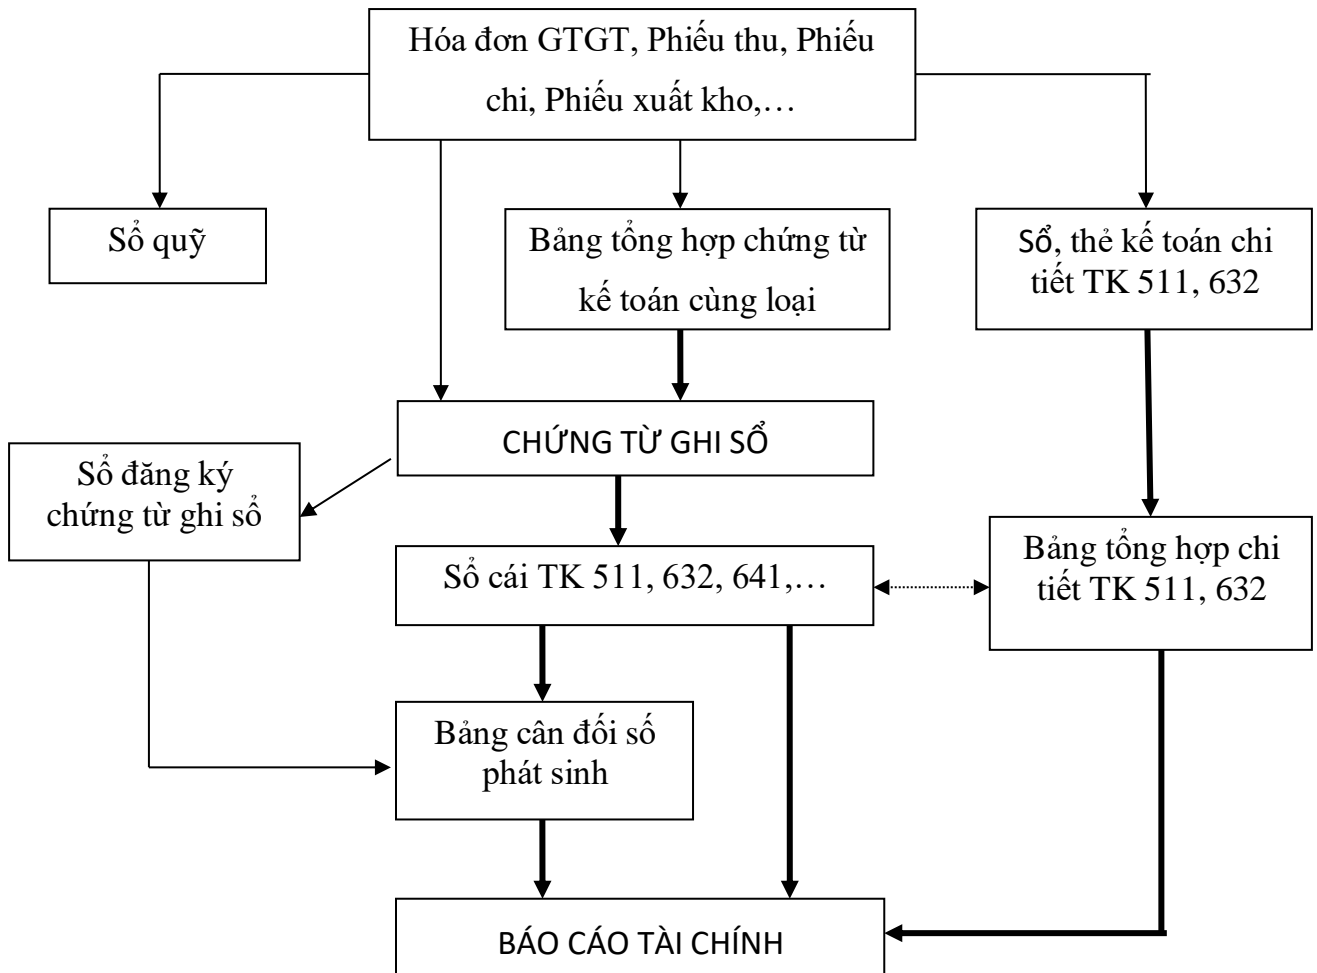 Hóa đơn GTGT, Phiếu thu, Phiếu
chi, Phiếu xuất kho,…
Sổ quỹ
Bảng tổng hợp chứng từ
kế toán cùng loại
Sổ, thẻ kế toán chi
tiết TK 511, 632
CHỨNG TỪ GHI SỔ
Sổ đăng ký
chứng từ ghi sổ
Sổ cái TK 511, 632, 641,…
Bảng tổng hợp chi
tiết TK 511, 632
Bảng cân đối số
phát sinh
BÁO CÁO TÀI CHÍNH